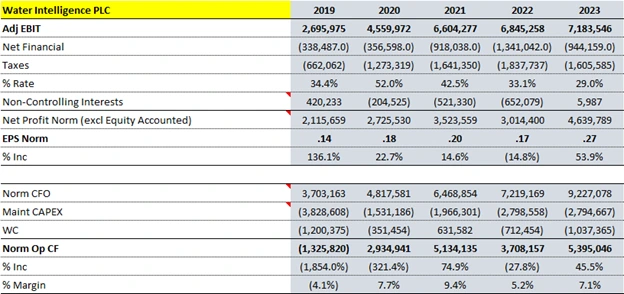 Water Intelligence PLC 2019 2020 2021 2022 2023
Adj EBIT 2,695,975 4,559,972 6,604,277 6,845,258 7,183,546
Net Financial (338,487.0) (356,598.0) (918,038.0) (1,341,042.0) (944,159.0)
Taxes (662,062) (1,273,319) (1,641,350) (1,837,737) (1,605,585)
% Rate 34.4% 52.0% 42.5% 33.1% 29.0%
Non-Controlling Interests 420,233 (204,525) (521,330) (652,079) 5,987
Net Profit Norm (excl Equity Accounted) 2,115,659 2,725,530 3,523,559 3,014,400 4,639,789
EPS Norm .14 .18 .20 .17 .27
% Inc 136.1% 22.7% 14.6% (14.8%) 53.9%
Norm CFO 3,703,163 4,817,581 6,468,854 7,219,169 9,227,078
Maint CAPEX (3,828,608) (1,531,186) (1,966,301) (2,798,558) (2,794,667)
WC (1,200,375) (351,454) 631,582 (712,454) (1,037,365)
Norm Op CF (1,325,820) 2,934,941 5,134,135 3,708,157 5,395,046
% Inc (1,854.0%) (321.4%) 74.9% (27.8%) 45.5%
% Margin (4.1%) 7.7% 9.4% 5.2% 7.1%